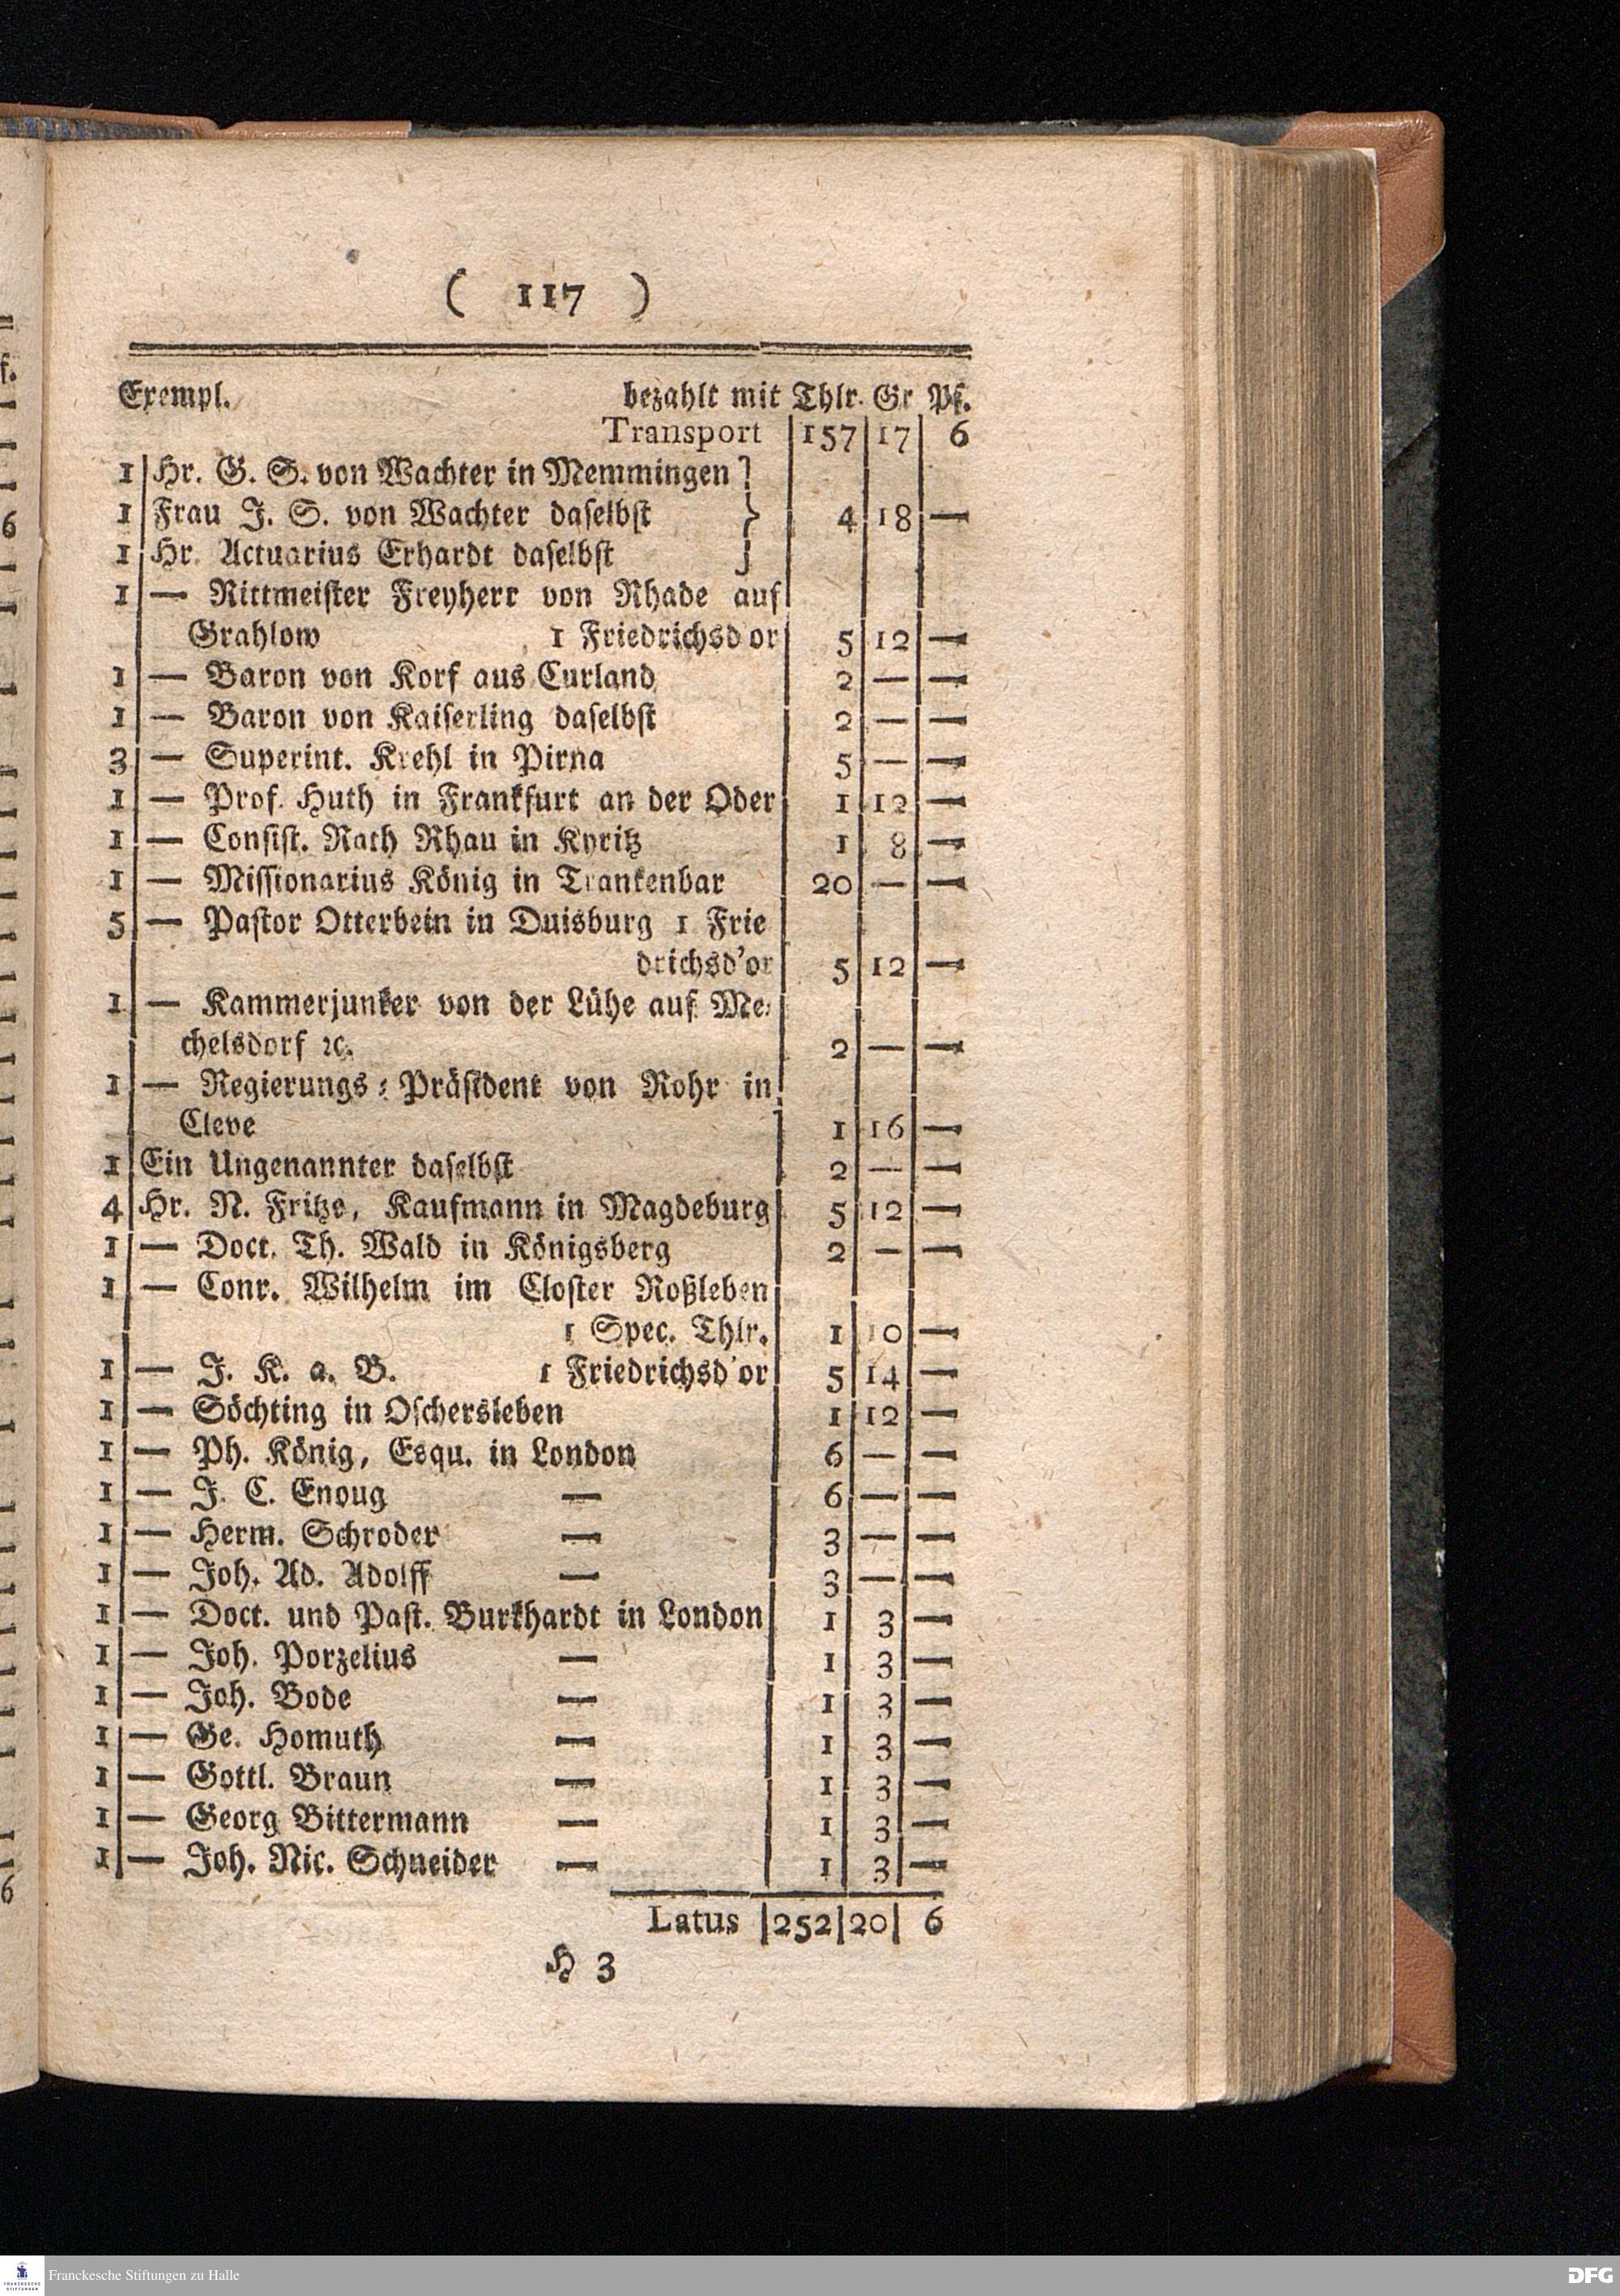 ( 117 )
Exempl. bezahlt mit Thlr. Gr Pf.
Transport 157 17 6
1 Hr. G. S. von Wachter in Memmingen
1 Frau J. S. von Wachter daselbst 4 18 —
1 Hr. Actuarius Erhardt daselbst
1 — Rittmeister Freyherr von Rhade auf
Grahlow 1 Friedrichsd'or 5 12 —
1 — Baron von Korf aus Curland 2 — —
1 — Baron von Kaiserling daselbst 2 — —
3 — Superint. Krehl in Pirna 5 — —
1 — Prof. Huth in Frankfurt an der Oder 1 12 —
1 — Consist. Rath Rhau in Kyritz 1 8 —
1 — Missionarius König in Trankenbar 20 — —
5 — Pastor Otterbein in Duisburg 1 Frie
drichsd'or 5 12 —
1 — Kammerjunker von der Lühe auf Me⸗
chelsdorf ꝛc. 2 — —
1 — Regierungs⸗Präsident von Rohr in
Cleve 1 16 —
1 Ein Ungenannter daselbst 2 — —
4 Hr. N. Fritze, Kaufmann in Magdeburg 5 12 —
1 — Doct. Th. Wald in Königsberg 2 — —
1 — Conr. Wilhelm im Closter Roßleben
1 Spec. Thlr. 1 10 —
1 — J. K. a. B. 1 Friedrichsd'or 5 14 —
1 — Söchting in Oschersleben 1 12 —
1 — Ph. König, Esqu. in London 6 — —
1 — J. C. Enoug — 6 — —
1 — Herm. Schroder — 3 — —
1 — Joh. Ad. Adolff — 3 — —
1 — Doct. und Past. Burkhardt in London 1 3 —
1 — Joh. Porzelius — 1 3 —
1 — Joh. Bode — 1 3 —
1 — Ge. Homuth — 1 3 —
1 — Gottl. Braun — 1 3 —
1 — Georg Bittermann — 1 3 —
1 — Joh. Nic. Schneider — 1 3 —
Latus 252 20 6
H 3
Franckesche Stiftungen zu Halle
DFG